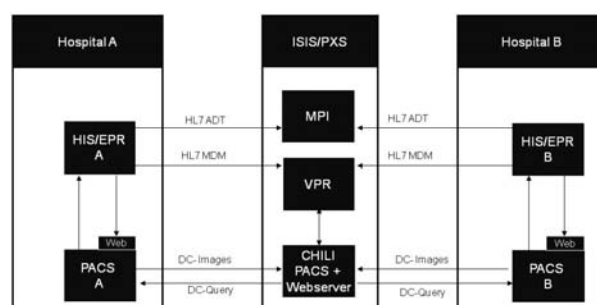 Hospital A
ISIS/PXS
Hospital B
HL7 ADT
MPI
HL7 ADT
HIS/EPR
A
HL7 MDM
HL7 MDM
HIS/EPR
B
VPR
Web
Web
PACS
A
DC-Images
CHILI
PACS +
Webserver
DC-Images
PACS
B
DC-Query
DC-Query